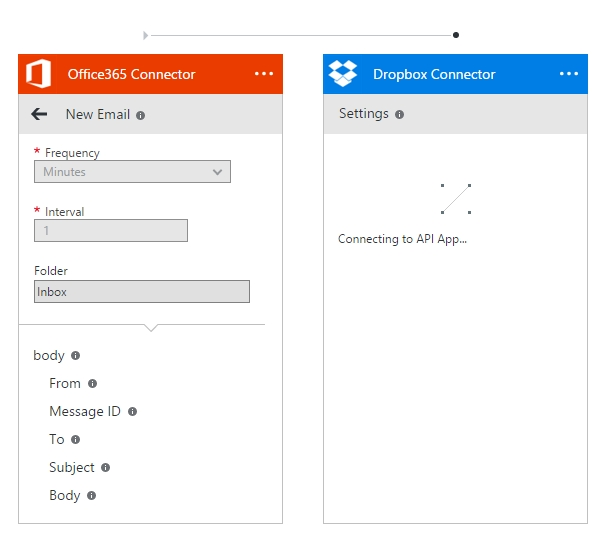 Office365 Connector
New Email
* Frequency
Minutes
* Interval
1
Folder
Inbox
body
From
Message ID
To
Subject
Body
Dropbox Connector
Settings
Connecting to API App...